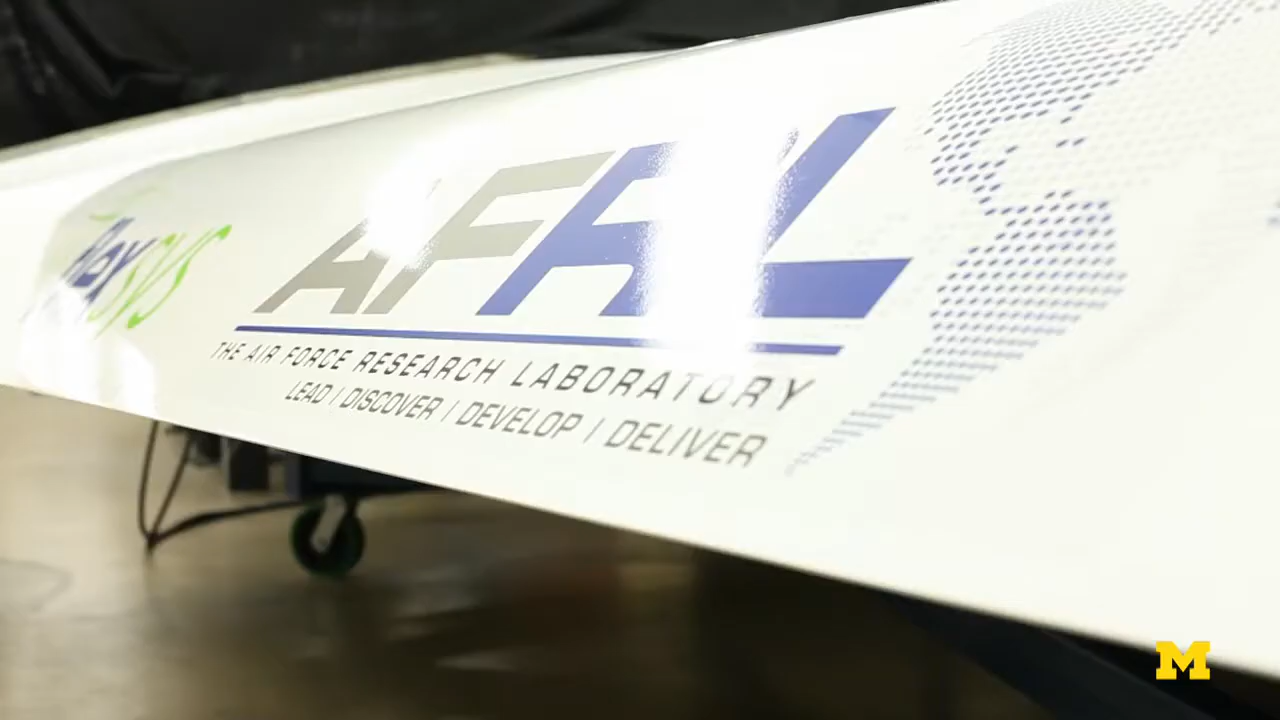 flexsys
AFRL
THE AIR FORCE RESEARCH LABORATORY
LEAD | DISCOVER | DEVELOP | DELIVER
M